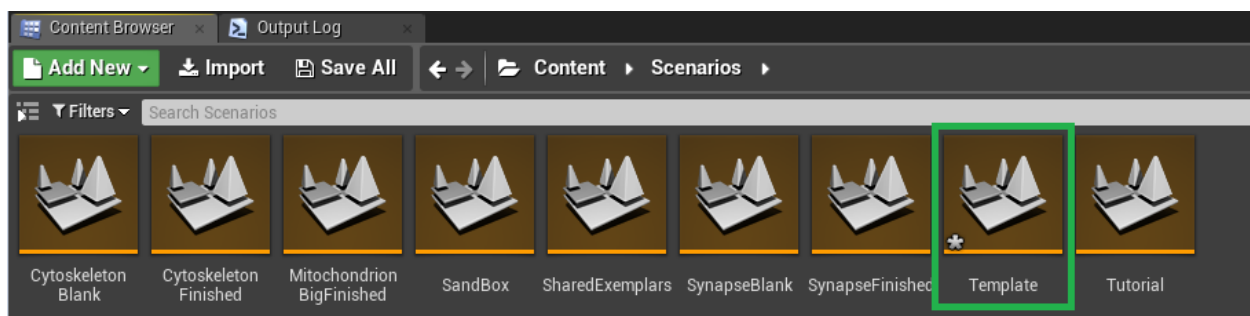 Content Browser Output Log
Add New Import Save All Content Scenarios
Filters Search Scenarios
Cytoskeleton Blank
Cytoskeleton Finished
Mitochondrion BigFinished
SandBox
SharedExemplars
SynapseBlank
SynapseFinished
Template
Tutorial